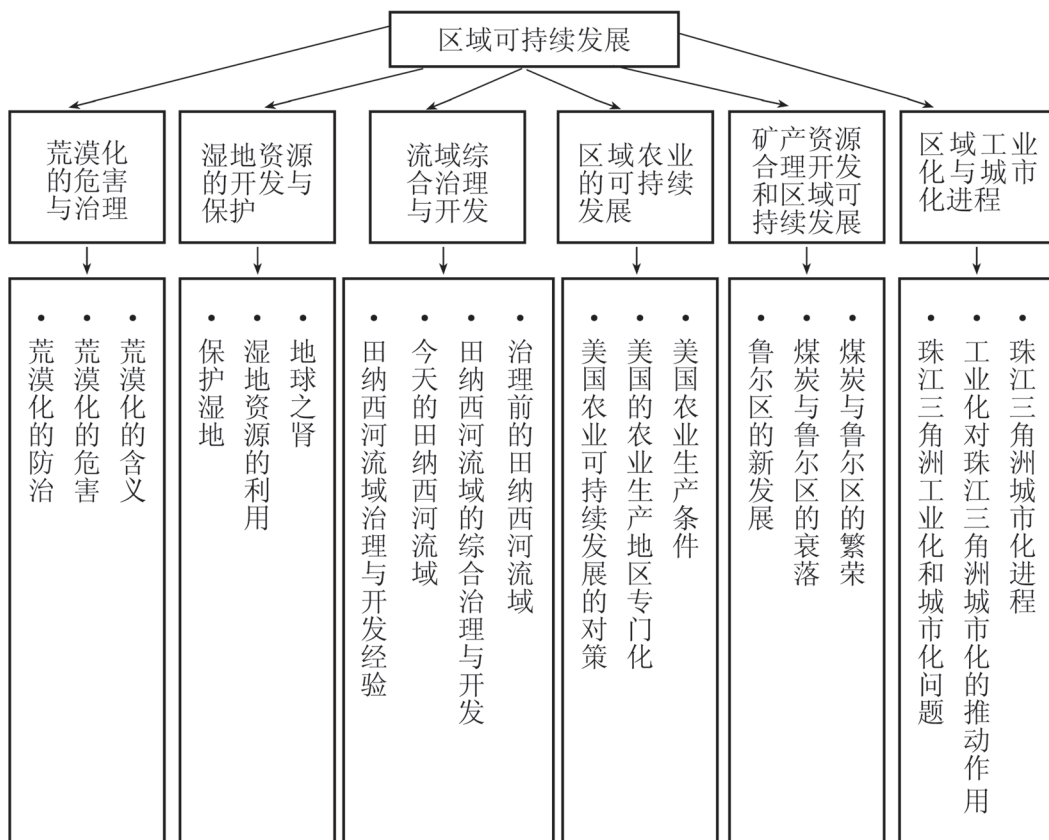 区域可持续发展
荒漠化
的危害
与治理
湿地资源
的开发与
保护
流域综
合治理
与开发
区域农业
的可持续
发展
矿产资源
合理开发
和区域可
持续发展
区域工业
化与城市
化进程
• 荒漠化的含义
• 荒漠化的危害
• 荒漠化的防治
• 地球之肾
• 湿地资源的利用
• 保护湿地
• 治理前的田纳西河流域
• 田纳西河流域的综合治理与开发
• 今天的田纳西河流域
• 田纳西河流域治理与开发经验
• 美国农业生产条件
• 美国的农业生产地区专门化
• 美国农业可持续发展的对策
• 煤炭与鲁尔区的繁荣
• 煤炭与鲁尔区的衰落
• 鲁尔区的新发展
• 珠江三角洲城市化进程
• 工业化对珠江三角洲城市化的推动作用
• 珠江三角洲工业化和城市化问题